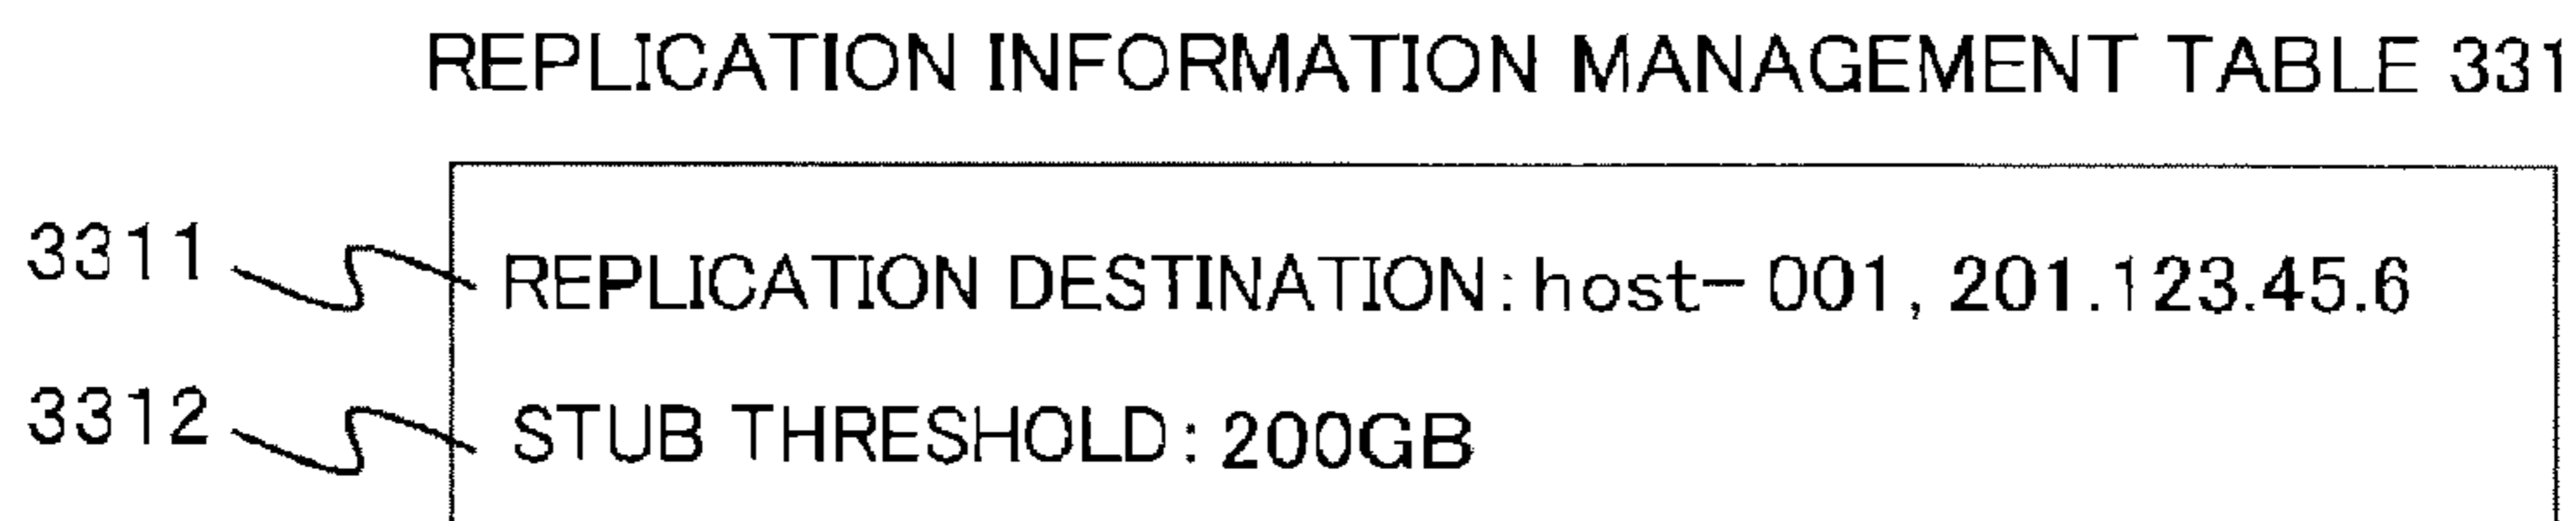 REPLICATION INFORMATION MANAGEMENT TABLE 331
3311 REPLICATION DESTINATION: host-001, 201.123.45.6
3312 STUB THRESHOLD: 200GB